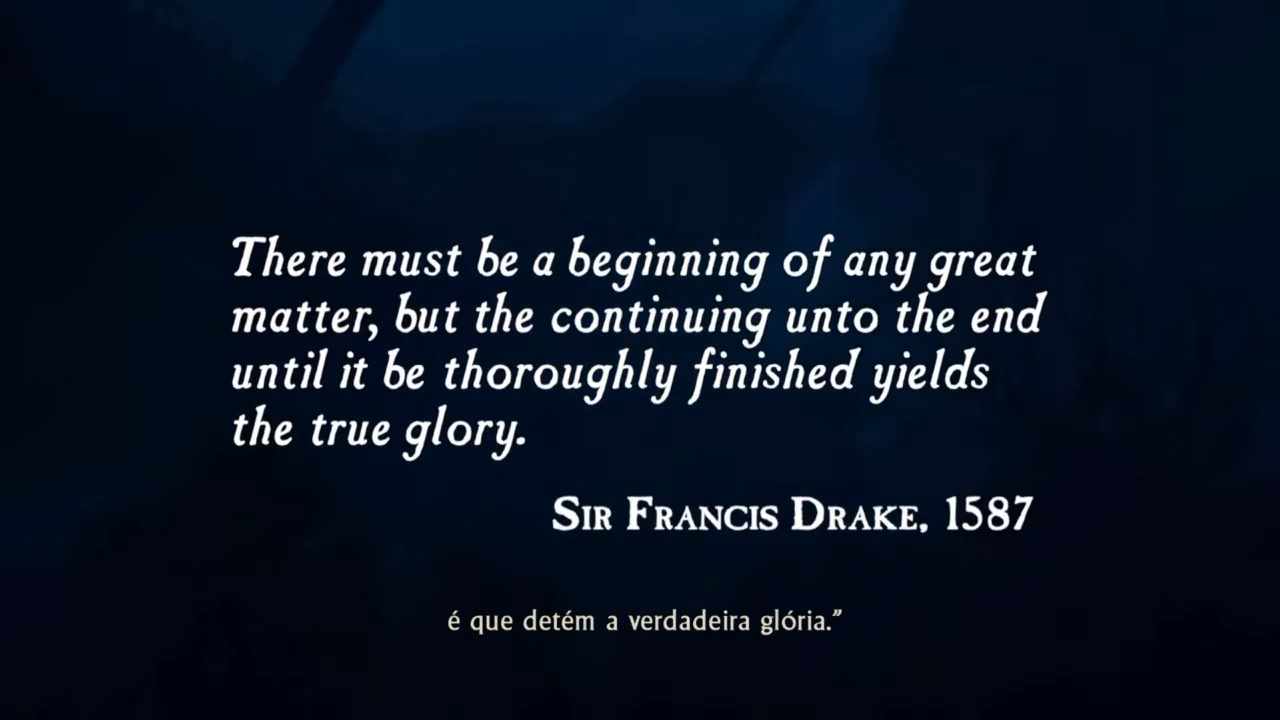 There must be a beginning of any great
matter, but the continuing unto the end
until it be thoroughly finished yields
the true glory.
Sir Francis Drake, 1587
é que detém a verdadeira glória.”